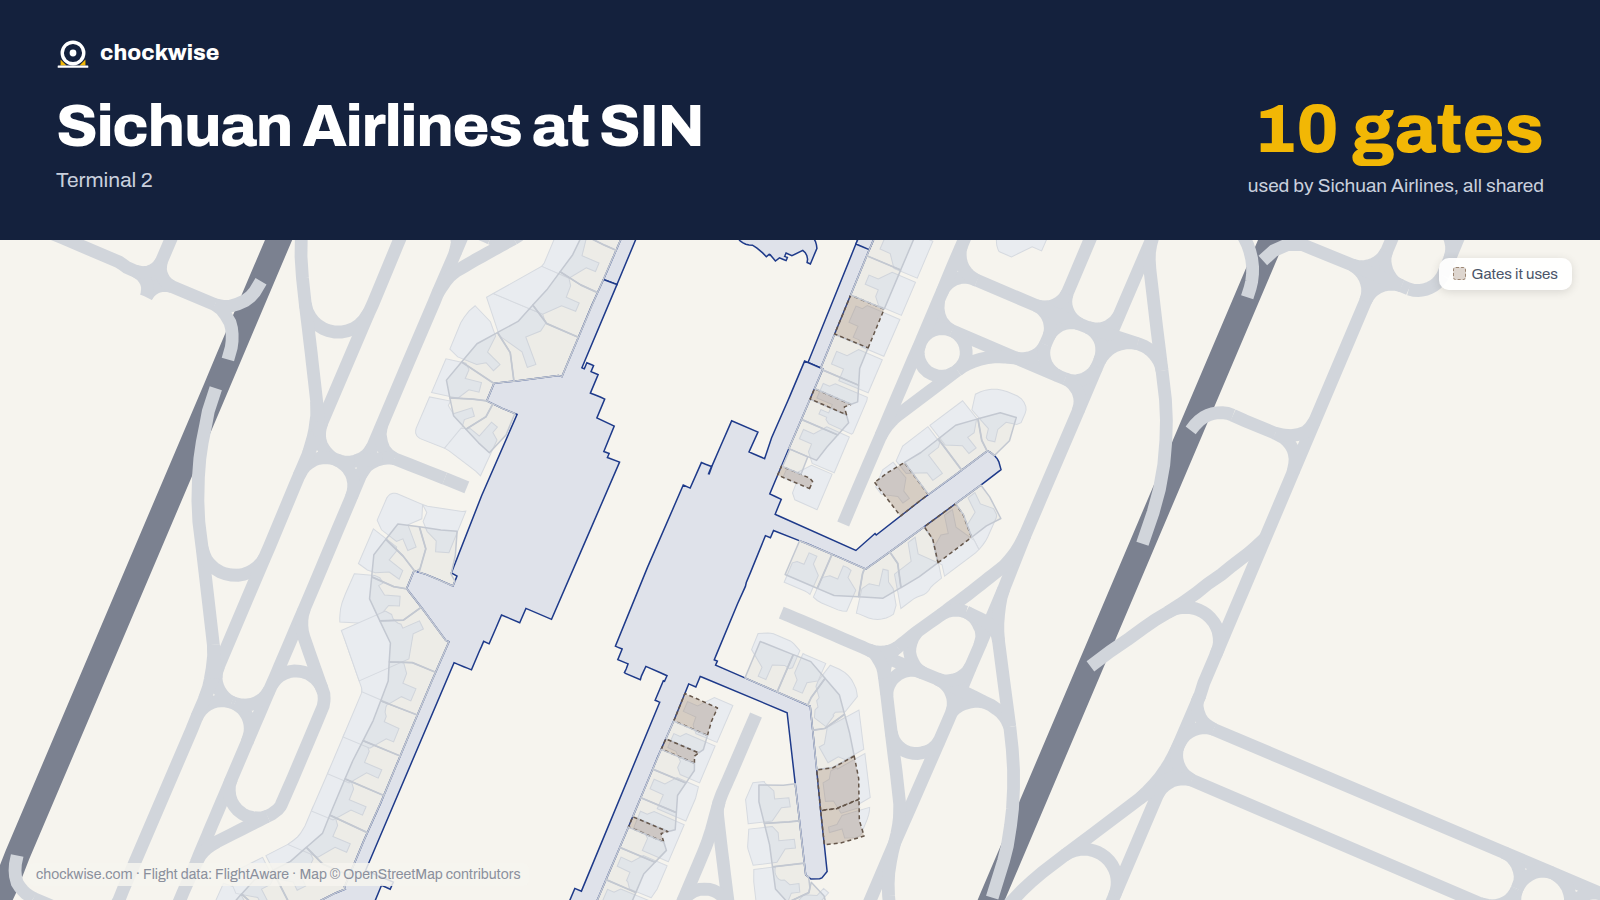 chockwise
Sichuan Airlines at SIN
Terminal 2
10 gates
used by Sichuan Airlines, all shared
Gates it uses
chockwise.com · Flight data: FlightAware · Map © OpenStreetMap contributors